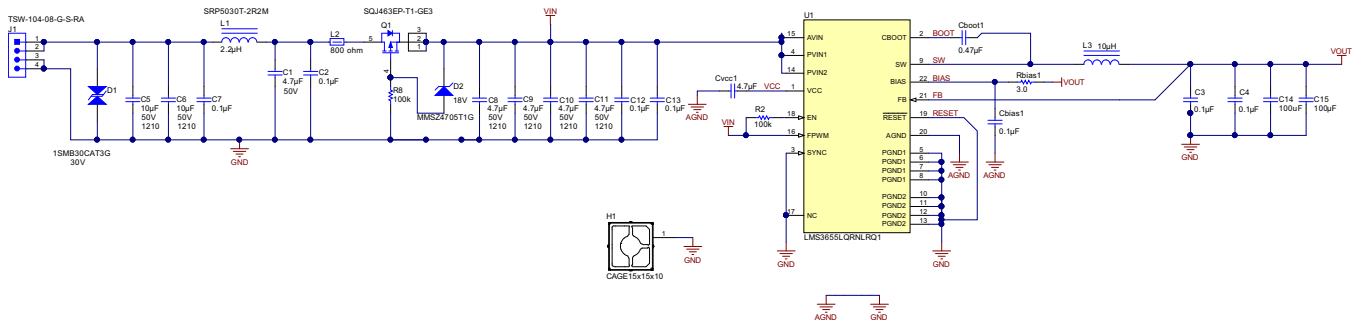 TSW-104-08-G-S-RA
J1
1
2
3
4
D1
1SMB30CAT3G
30V
C5
10µF
50V
1210
C6
10µF
50V
1210
C7
0.1µF
GND
SRP5030T-2R2M
L1
2.2µH
C1
4.7µF
50V
C2
0.1µF
L2
800 ohm
SQJ463EP-T1-GE3
Q1
5
4
3
2
1
R8
100k
D2
18V
MMSZ4705T1G
C8
4.7µF
50V
1210
C9
4.7µF
50V
1210
VIN
C10
4.7µF
50V
1210
C11
4.7µF
50V
1210
C12
0.1µF
C13
0.1µF
GND
H1
1
GND
CAGE15x15x10
Cvcc1
4.7µF
VCC
AGND
R2
100k
VIN
U1
15
AVIN
4
PVIN1
14
PVIN2
1
VCC
18
EN
16
FPWM
3
SYNC
17
NC
CBOOT
2
SW
9
BIAS
22
FB
21
RESET
19
AGND
20
PGND1
5
PGND1
6
PGND1
7
PGND1
8
PGND2
10
PGND2
11
PGND2
12
PGND2
13
LMS3655LQRNLRQ1
GND
GND
BOOT
Cboot1
0.47µF
SW
BIAS
FB
RESET
AGND
Rbias1
3.0
VOUT
Cbias1
0.1µF
AGND
L3
10µH
VOUT
C3
0.1µF
C4
0.1µF
C14
100uF
C15
100µF
GND
AGND
GND